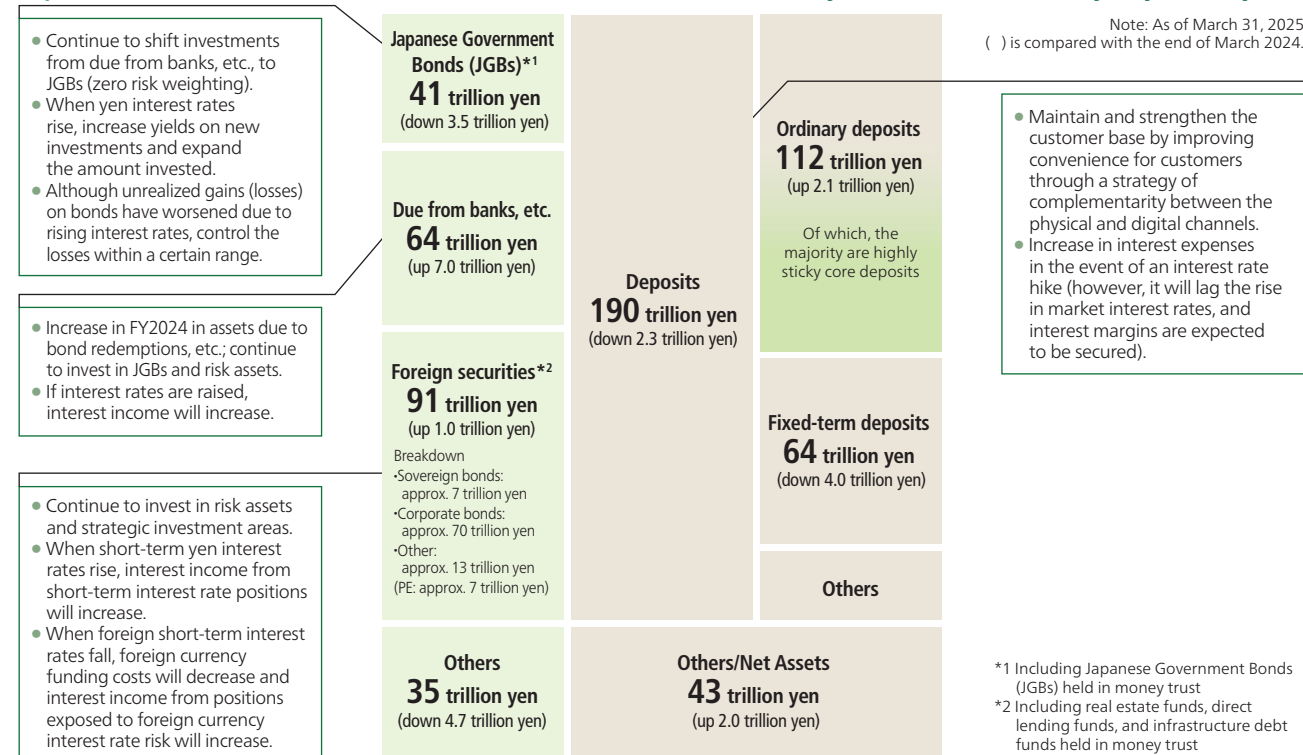 Note: As of March 31, 2025
( ) is compared with the end of March 2024.
● Continue to shift investments
from due from banks, etc., to
JGBs (zero risk weighting).
● When yen interest rates
rise, increase yields on new
investments and expand
the amount invested.
● Although unrealized gains (losses)
on bonds have worsened due to
rising interest rates, control the
losses within a certain range.
● Increase in FY2024 in assets due to
bond redemptions, etc.; continue
to invest in JGBs and risk assets.
● If interest rates are raised,
interest income will increase.
● Continue to invest in risk assets
and strategic investment areas.
● When short-term yen interest
rates rise, interest income from
short-term interest rate positions
will increase.
● When foreign short-term interest
rates fall, foreign currency
funding costs will decrease and
interest income from positions
exposed to foreign currency
interest rate risk will increase.
Japanese Government
Bonds (JGBs)*1
41 trillion yen
(down 3.5 trillion yen)
Due from banks, etc.
64 trillion yen
(up 7.0 trillion yen)
Foreign securities*2
91 trillion yen
(up 1.0 trillion yen)
Breakdown
•Sovereign bonds:
approx. 7 trillion yen
•Corporate bonds:
approx. 70 trillion yen
•Other:
approx. 13 trillion yen
(PE: approx. 7 trillion yen)
Others
35 trillion yen
(down 4.7 trillion yen)
Deposits
190 trillion yen
(down 2.3 trillion yen)
Ordinary deposits
112 trillion yen
(up 2.1 trillion yen)
Of which, the
majority are highly
sticky core deposits
Fixed-term deposits
64 trillion yen
(down 4.0 trillion yen)
Others
Others/Net Assets
43 trillion yen
(up 2.0 trillion yen)
● Maintain and strengthen the
customer base by improving
convenience for customers
through a strategy of
complementarity between the
physical and digital channels.
● Increase in interest expenses
in the event of an interest rate
hike (however, it will lag the rise
in market interest rates, and
interest margins are expected
to be secured).
*1 Including Japanese Government Bonds
(JGBs) held in money trust
*2 Including real estate funds, direct
lending funds, and infrastructure debt
funds held in money trust